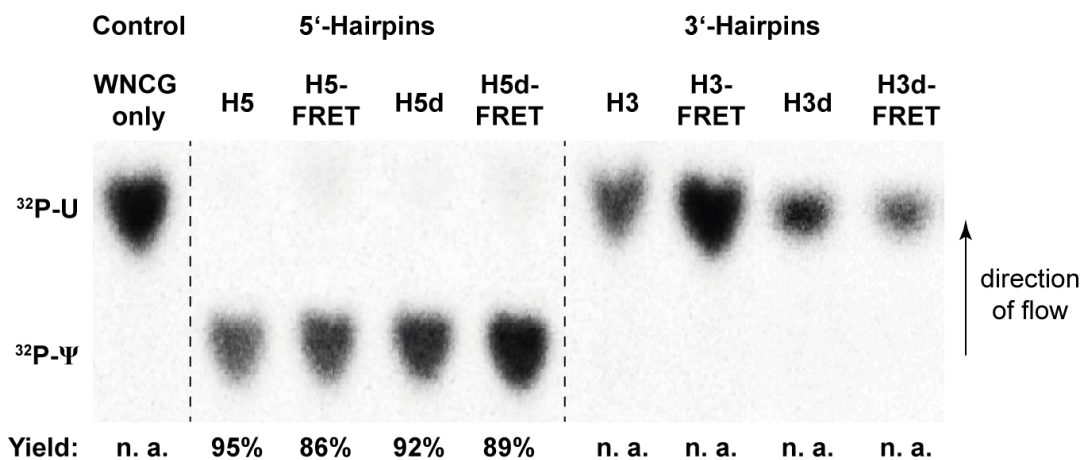 Control 5‘-Hairpins 3‘-Hairpins
WNCG only H5 H5-FRET H5d H5d-FRET H3 H3-FRET H3d H3d-FRET
³²P-U
direction
of flow
³²P-Ψ
Yield: n. a. 95% 86% 92% 89% n. a. n. a. n. a. n. a.